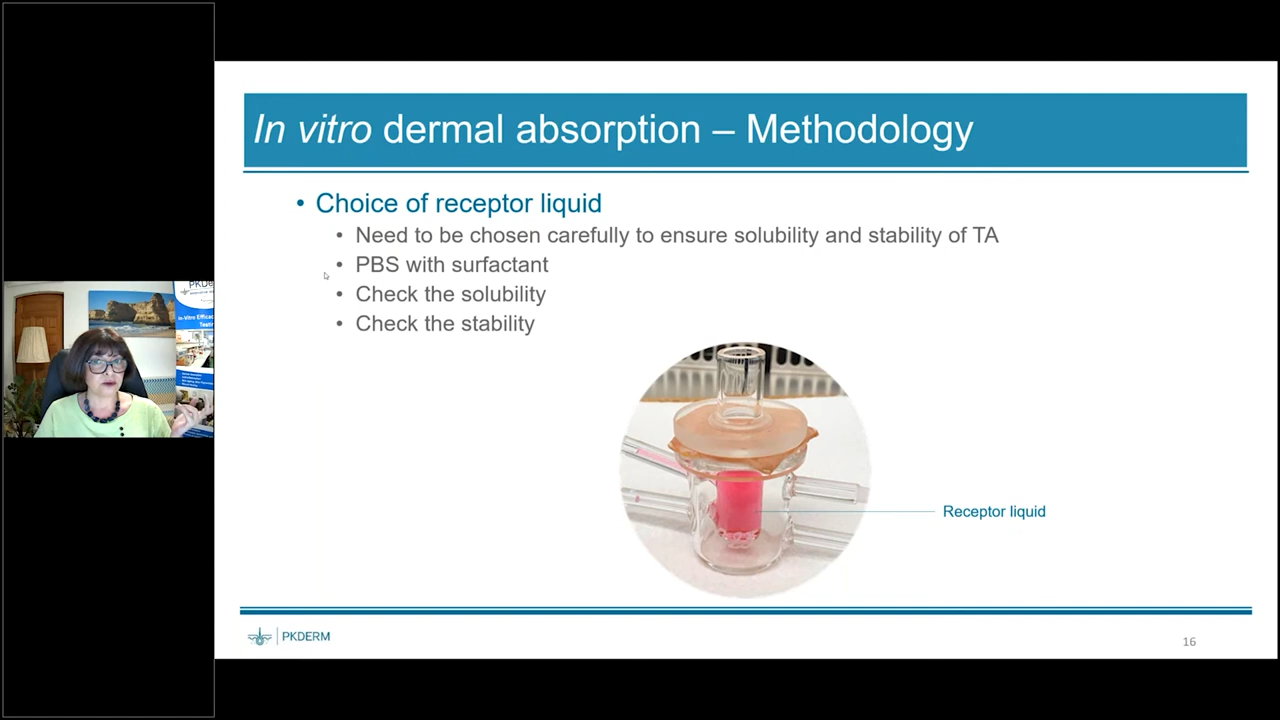 In vitro dermal absorption – Methodology
• Choice of receptor liquid
• Need to be chosen carefully to ensure solubility and stability of TA
• PBS with surfactant
• Check the solubility
• Check the stability
Receptor liquid
PKDERM
16